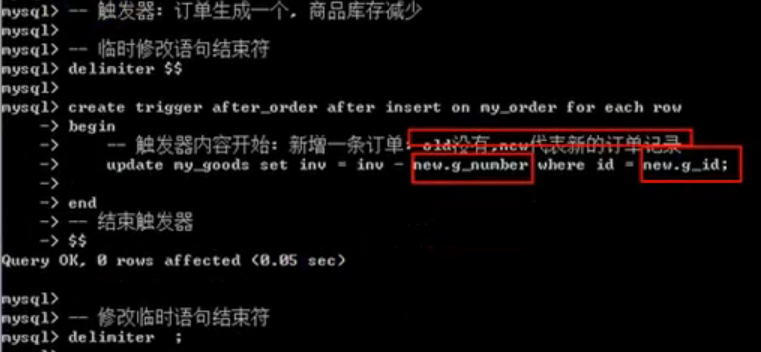 mysql> -- 触发器：订单生成一个，商品库存减少
mysql>
mysql> -- 临时修改语句结束符
mysql> delimiter $$
mysql>
mysql> create trigger after_order after insert on my_order for each row
-> begin
-> -- 触发器内容开始：新增一条订单：old没有,new代表新的订单记录
-> update my_goods set inv = inv - new.g_number where id = new.g_id;
->
-> end
-> -- 结束触发器
-> $$
Query OK, 0 rows affected (0.05 sec)
mysql>
mysql> -- 修改临时语句结束符
mysql> delimiter ;